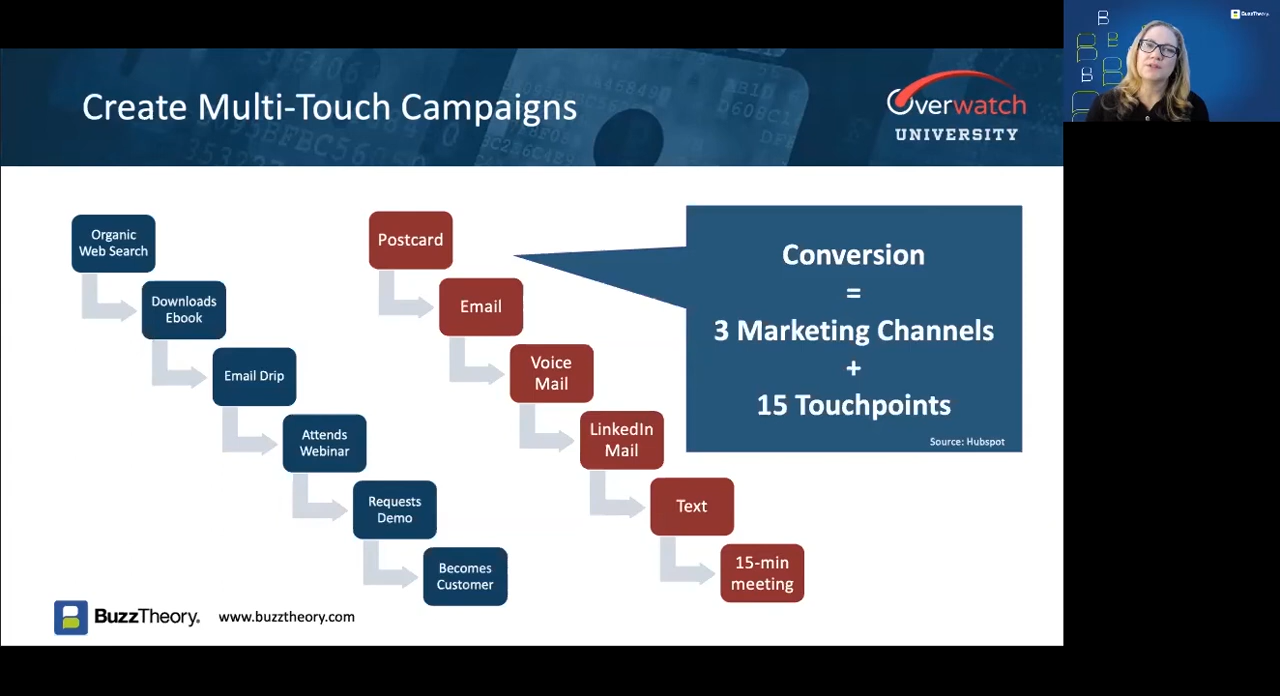 Create Multi-Touch Campaigns
Overwatch
UNIVERSITY
Organic
Web Search
Downloads
Ebook
Email Drip
Attends
Webinar
Requests
Demo
Becomes
Customer
Postcard
Email
Voice
Mail
LinkedIn
Mail
Text
15-min
meeting
Conversion
=
3 Marketing Channels
+
15 Touchpoints
Source: Hubspot
BuzzTheory.
www.buzztheory.com
BuzzTheory